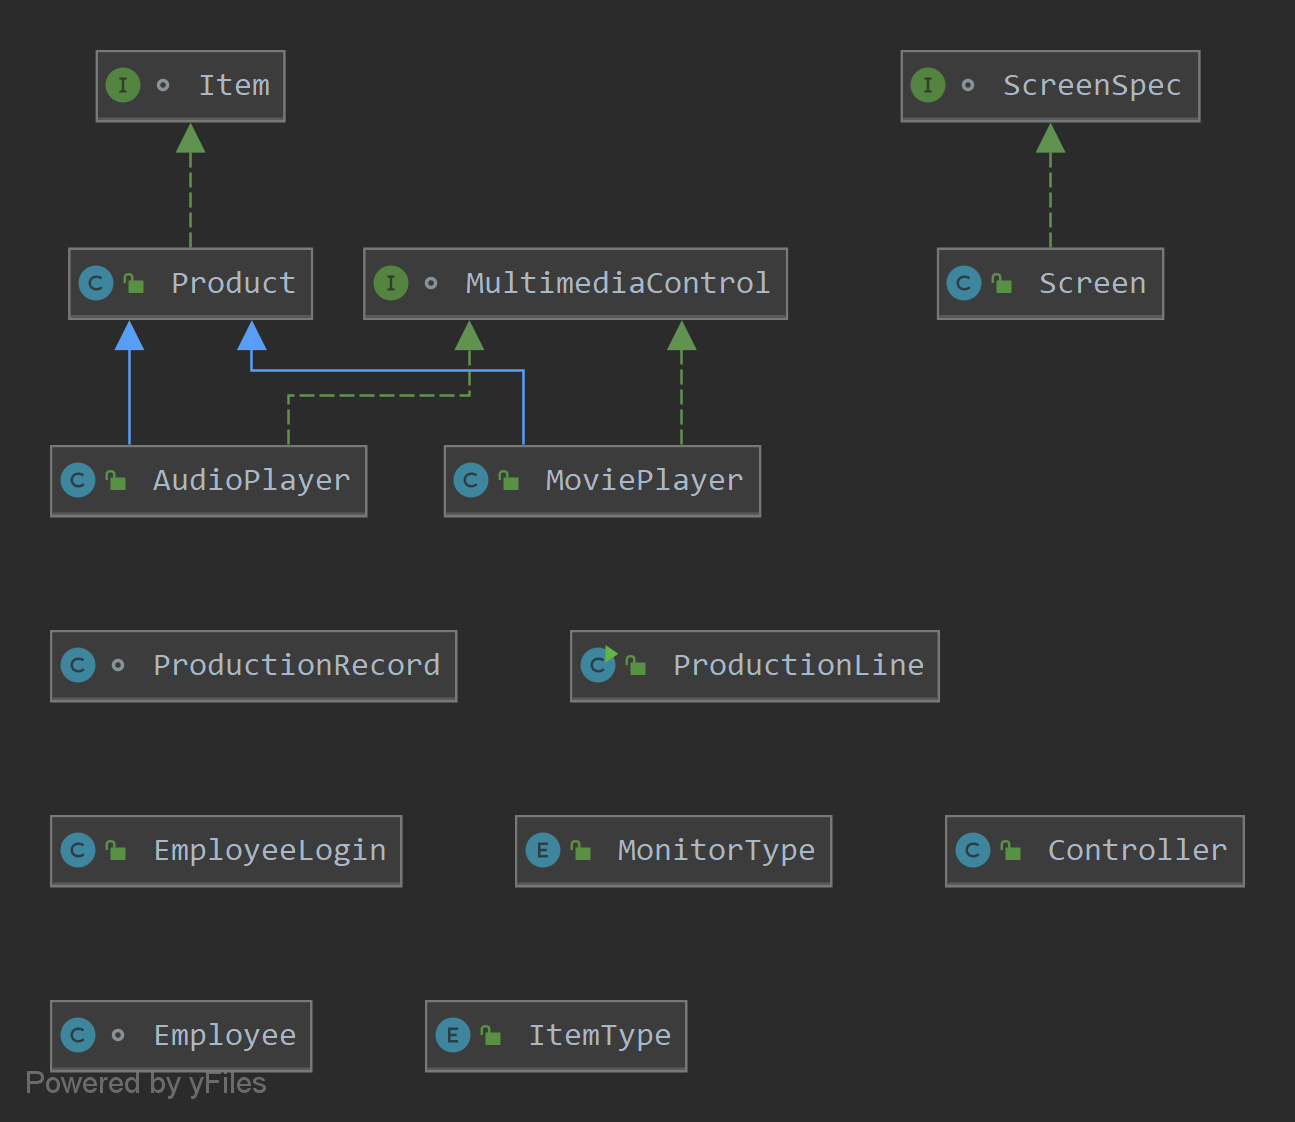 I Item
I ScreenSpec
C Product
I MultimediaControl
C Screen
C AudioPlayer
C MoviePlayer
C ProductionRecord
C ProductionLine
C EmployeeLogin
E MonitorType
C Controller
C Employee
E ItemType
Powered by yFiles